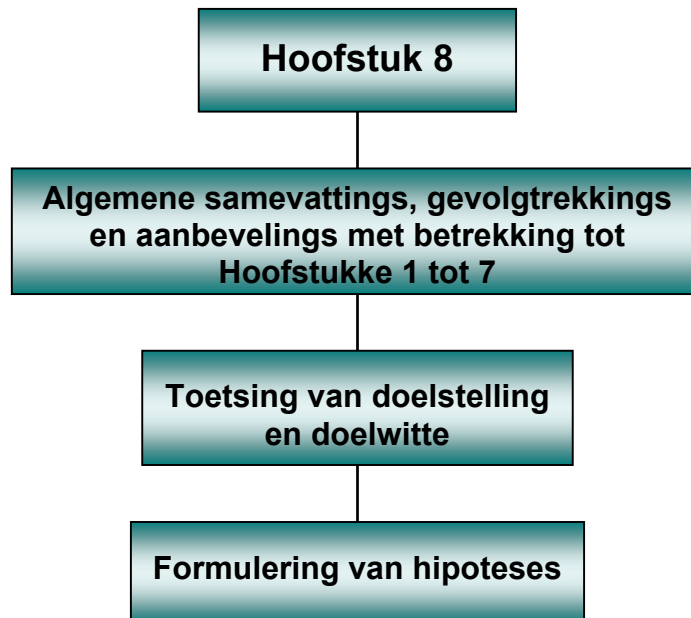 Hoofstuk 8
Algemene samevattings, gevolgtrekkings
en aanbevelings met betrekking tot
Hoofstukke 1 tot 7
Toetsing van doelstelling
en doelwitte
Formulering van hipoteses